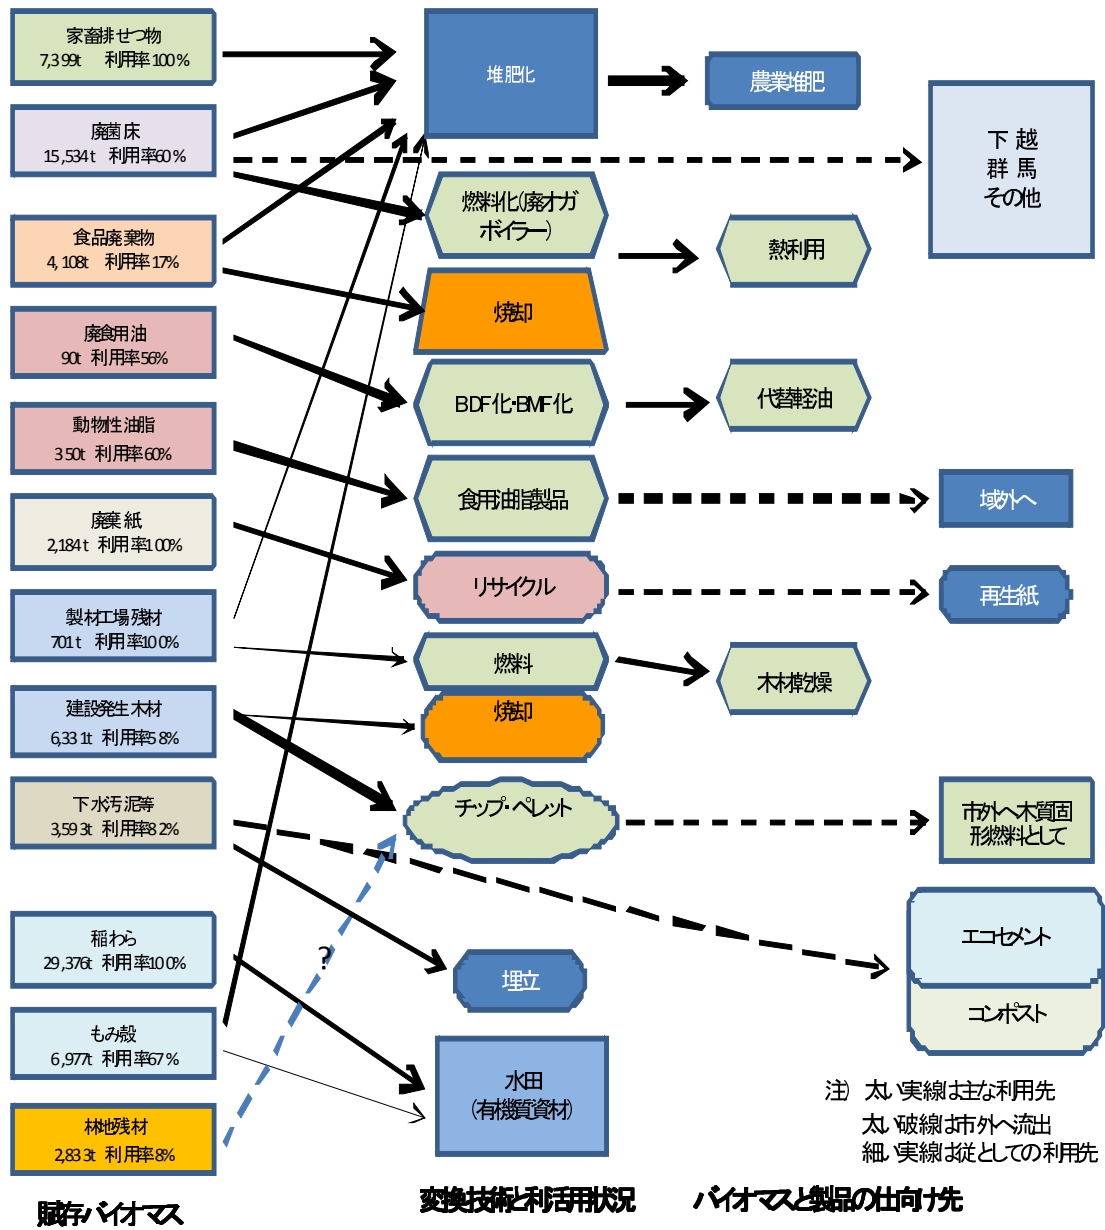 家畜排せつ物
7,399t 利用率100%
廃菌床
15,534t 利用率60%
食品廃棄物
4,108t 利用率17%
廃食用油
90t 利用率56%
動物性油脂
350t 利用率60%
廃棄紙
2,184t 利用率100%
製材工場残材
701t 利用率100%
建設発生木材
6,331t 利用率58%
下水汚泥等
3,593t 利用率82%
稲わら
29,376t 利用率100%
もみ殻
6,977t 利用率67%
林地残材
2,833t 利用率8%
賦存バイオマス
堆肥化
燃料化(廃オガ
ボイラー)
焼却
BDF化・BMF化
食用油脂製品
リサイクル
燃料
焼却
チップ・ペレット
?
埋立
水田
(有機質資材)
変換技術と利活用状況
農業堆肥
熱利用
代替軽油
木材乾燥
下越
群馬
その他
域外へ
再生紙
市外へ木質固
形燃料として
エコセメント
コンポスト
注) 太い実線は主な利用先
太い破線は市外へ流出
細い実線は従としての利用先
バイオマスと製品の仕向け先